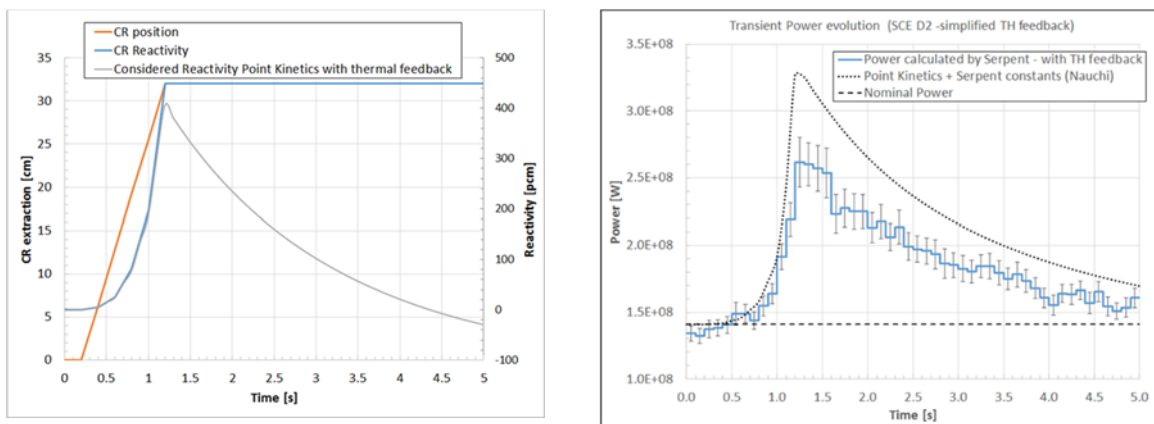 CR position
CR Reactivity
Considered Reactivity Point Kinetics with thermal feedback
35
30
25
20
15
10
5
0
CR extraction [cm]
500
400
300
200
100
0
-100
Reactivity [pcm]
0 0.5 1 1.5 2 2.5 3 3.5 4 4.5 5
Time [s]
Transient Power evolution (SCE D2 -simplified TH feedback)
Power calculated by Serpent - with TH feedback
Point Kinetics + Serpent constants (Nauchi)
Nominal Power
3.5E+08
3.0E+08
2.5E+08
2.0E+08
1.5E+08
1.0E+08
Power [W]
0.0 0.5 1.0 1.5 2.0 2.5 3.0 3.5 4.0 4.5 5.0
Time [s]